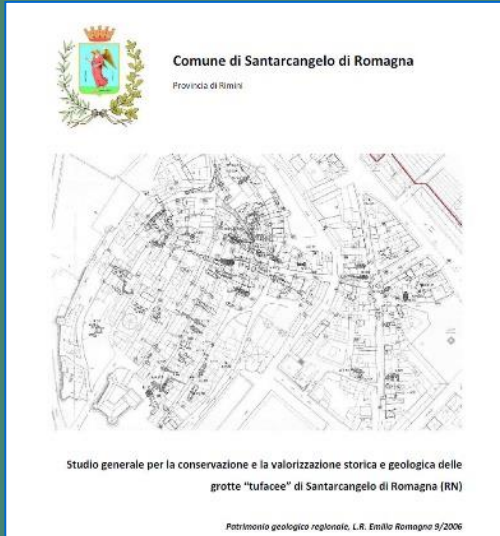 Comune di Santarcangelo di Romagna
Provincia di Rimini
Studio generale per la conservazione e la valorizzazione storica e geologica delle
grotte "tufacee" di Santarcangelo di Romagna (RN)
Patrimonio geologico regionale, L.R. Emilia Romagna 9/2006